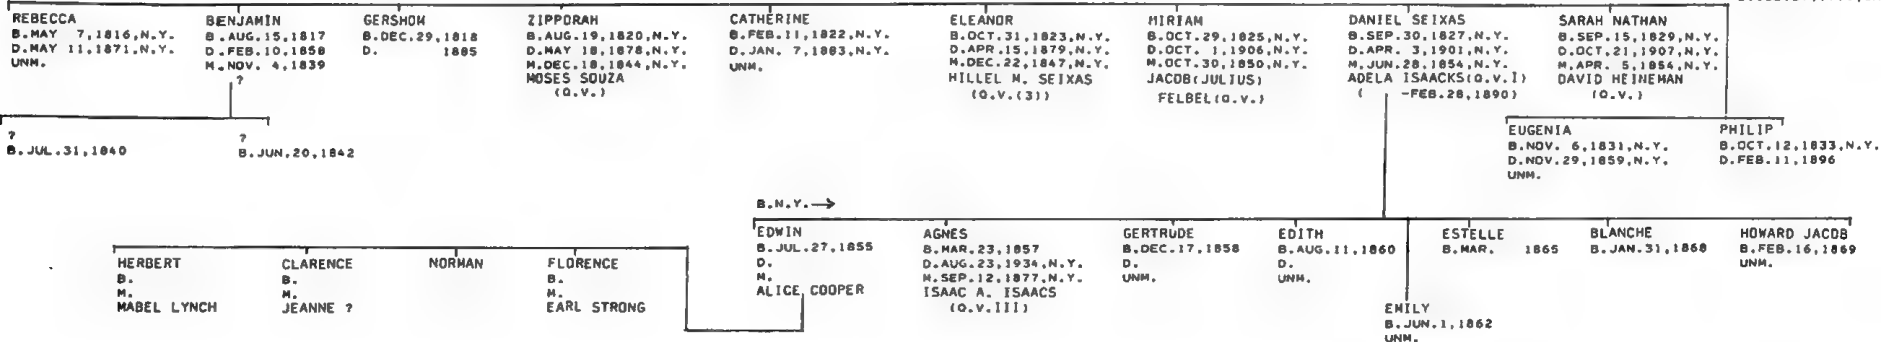 REBECCA
B.MAY 7,1816,N.Y.
D.MAY 11,1871,N.Y.
UNM.
BENJAMIN
B.AUG.15,1817
D.FEB.10,1858
M.NOV. 4,1839
?
GERSHOM
B.DEC.29,1818
D. 1885
ZIPPORAH
B.AUG.19,1820,N.Y.
D.MAY 18,1878,N.Y.
M.DEC.18,1844,N.Y.
MOSES SOUZA
(Q.V.)
CATHERINE
B.FEB.11,1822,N.Y.
D.JAN. 7,1883,N.Y.
UNM.
ELEANOR
B.OCT.31,1823,N.Y.
D.APR.15,1879,N.Y.
M.DEC.22,1847,N.Y.
HILLEL M. SEIXAS
(Q.V.(3))
MIRIAM
B.OCT.29,1825,N.Y.
D.OCT. 1,1906,N.Y.
M.OCT.30,1850,N.Y.
JACOB(JULIUS)
FELBEL(Q.V.)
DANIEL SEIXAS
B.SEP.30,1827,N.Y.
D.APR. 3,1901,N.Y.
M.JUN.28,1854,N.Y.
ADELA ISAACKS(Q.V.I)
( -FEB.28,1890)
SARAH NATHAN
B.SEP.15,1829,N.Y.
D.OCT.21,1907,N.Y.
M.APR. 5,1854,N.Y.
DAVID HEINEMAN
(Q.V.)
?
B.JUL.31,1840
?
B.JUN.20,1842
EUGENIA
B.NOV. 6,1831,N.Y.
D.NOV.29,1859,N.Y.
UNM.
PHILIP
B.OCT.12,1833,N.Y.
D.FEB.11,1896
B.N.Y.→
EDWIN
B.JUL.27,1855
D.
M.
ALICE COOPER
AGNES
B.MAR.23,1857
D.AUG.23,1934,N.Y.
M.SEP.12,1877,N.Y.
ISAAC A. ISAACS
(Q.V.III)
GERTRUDE
B.DEC.17,1858
D.
UNM.
EDITH
B.AUG.11,1860
D.
UNM.
ESTELLE
B.MAR. 1865
BLANCHE
B.JAN.31,1868
HOWARD JACOB
B.FEB.16,1869
UNM.
HERBERT
B.
M.
MABEL LYNCH
CLARENCE
B.
M.
JEANNE ?
NORMAN
FLORENCE
B.
M.
EARL STRONG
EMILY
B.JUN.1,1862
UNM.